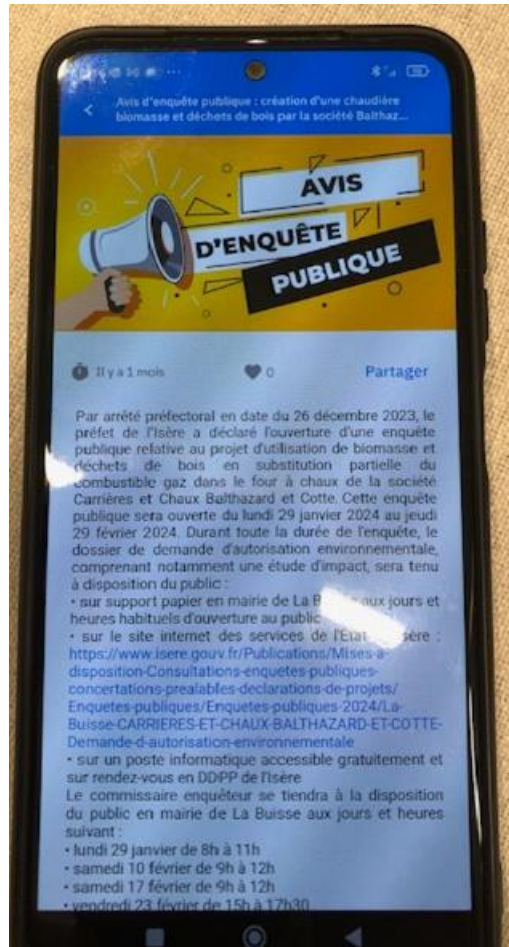 Avis d'enquête publique : création d'une chaudière
biomasse et déchets de bois par la société Balthaz...
AVIS
D'ENQUÊTE
PUBLIQUE
Il y a 1 mois
0
Partager
Par arrêté préfectoral en date du 26 décembre 2023, le
préfet de l'Isère a déclaré l'ouverture d'une enquête
publique relative au projet d'utilisation de biomasse et
déchets de bois en substitution partielle du
combustible gaz dans le four à chaux de la société
Carrières et Chaux Balthazard et Cotte. Cette enquête
publique sera ouverte du lundi 29 janvier 2024 au jeudi
29 février 2024. Durant toute la durée de l'enquête, le
dossier de demande d'autorisation environnementale,
comprenant notamment une étude d'impact, sera tenu
à disposition du public :
• sur support papier en mairie de La aux jours et
heures habituels d'ouverture au public
• sur le site internet des services de l'État :
https://www.isere.gouv.fr/Publications/Mises-a-
disposition-Consultations-enquetes-publiques-
concertations-prealables-declarations-de-projets/
Enquetes-publiques/Enquetes-publiques-2024/La-
Buisse-CARRIERES-ET-CHAUX-BALTHAZARD-ET-COTTE-
Demande-d-autorisation-environnementale
• sur un poste informatique accessible gratuitement et
sur rendez-vous en DDPP de l'Isère
Le commissaire enquêteur se tiendra à la disposition
du public en mairie de La Buisse aux jours et heures
suivant :
• lundi 29 janvier de 8h à 11h
• samedi 10 février de 9h à 12h
• samedi 17 février de 9h à 12h
• vendredi 23 février de 15h à 17h30